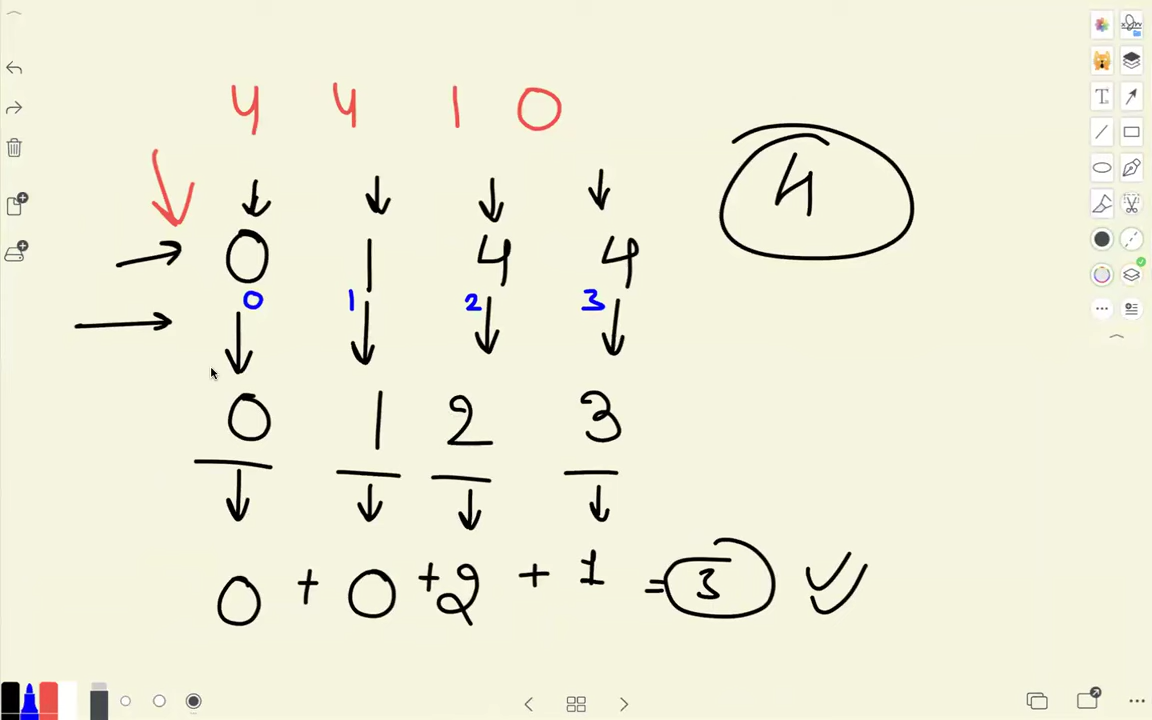 4 4 1 0
4
0 1 4 4
0 1 2 3
0 1 2 3
0 + 0 + 2 + 1 = 3